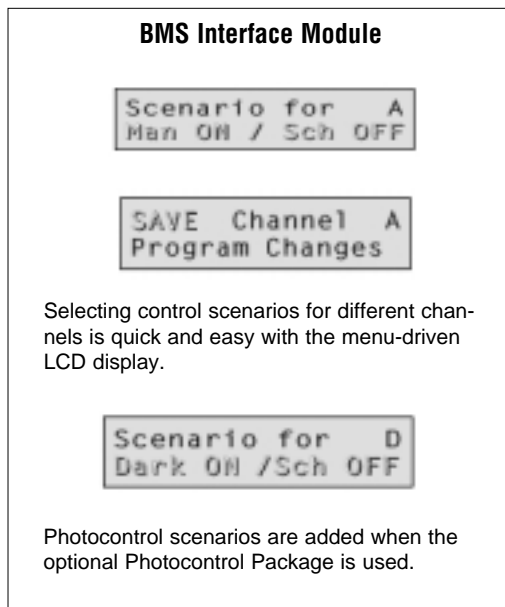 BMS Interface Module
Scenario for A
Man ON / Sch OFF
SAVE Channel A
Program Changes
Selecting control scenarios for different chan-
nels is quick and easy with the menu-driven
LCD display.
Scenario for D
Dark ON /Sch OFF
Photocontrol scenarios are added when the
optional Photocontrol Package is used.